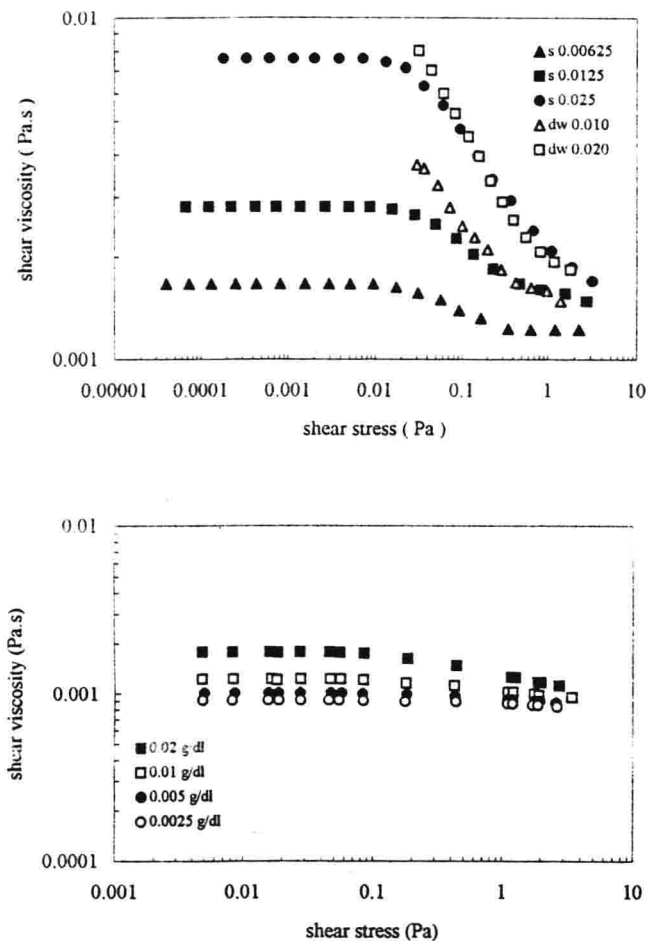 0.01
▲ s 0.00625
■ s 0.0125
● s 0.025
△ dw 0.010
□ dw 0.020
shear viscosity ( Pa.s )
0.001
0.00001 0.0001 0.001 0.01 0.1 1 10
shear stress ( Pa )
0.01
shear viscosity (Pa.s)
0.001
■ 0.02 g/dl
□ 0.01 g/dl
● 0.005 g/dl
○ 0.0025 g/dl
0.0001
0.001 0.01 0.1 1 10
shear stress (Pa)